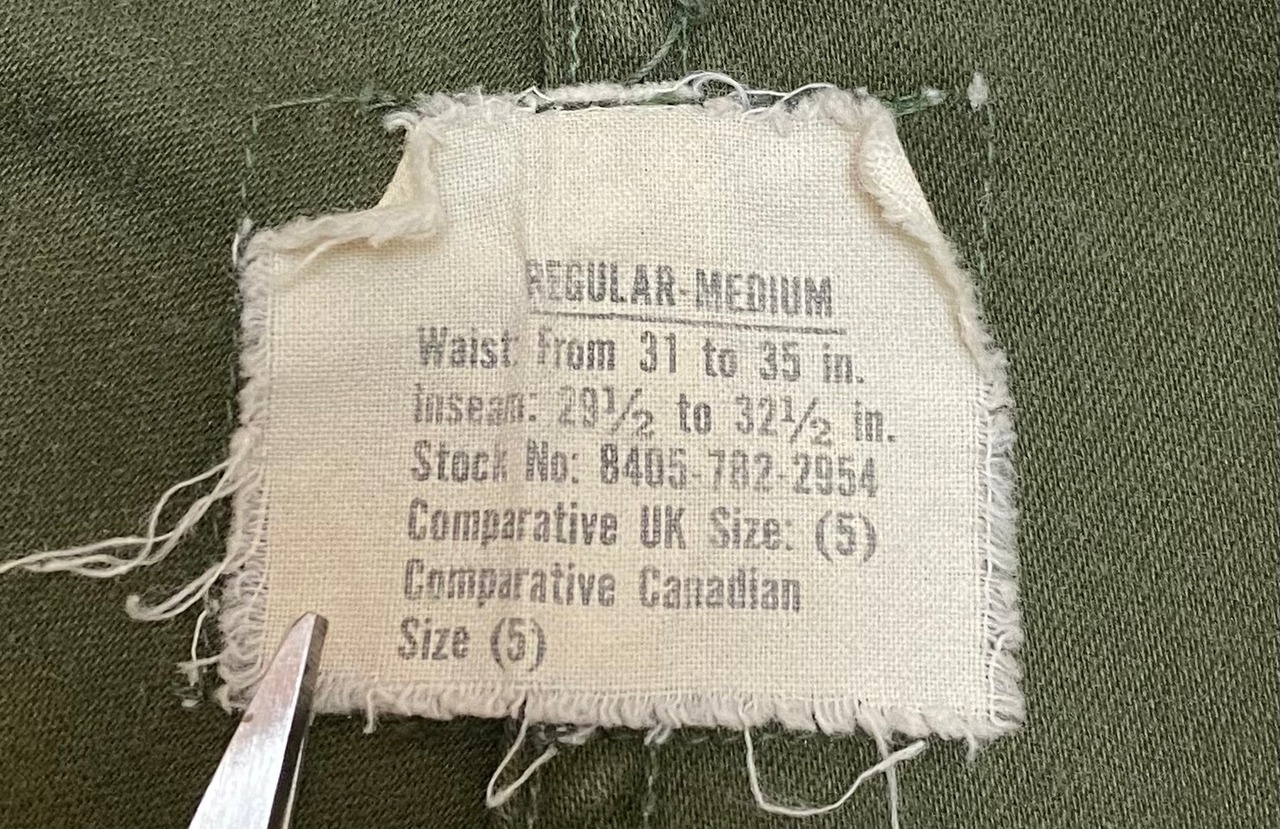 REGULAR-MEDIUM
Waist: From 31 to 35 in.
Inseam: 29½ to 32½ in.
Stock No: 8405-782-2954
Comparative UK Size: (5)
Comparative Canadian
Size (5)